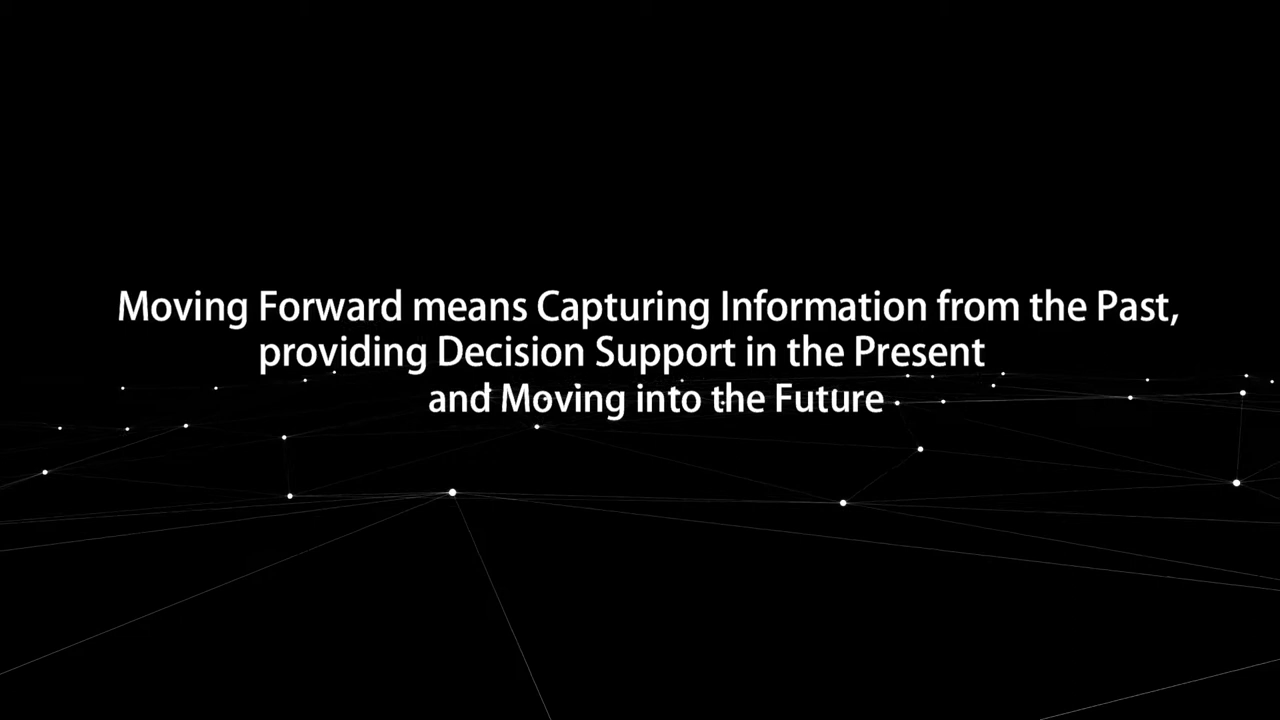 Moving Forward means Capturing Information from the Past,
providing Decision Support in the Present
and Moving into the Future